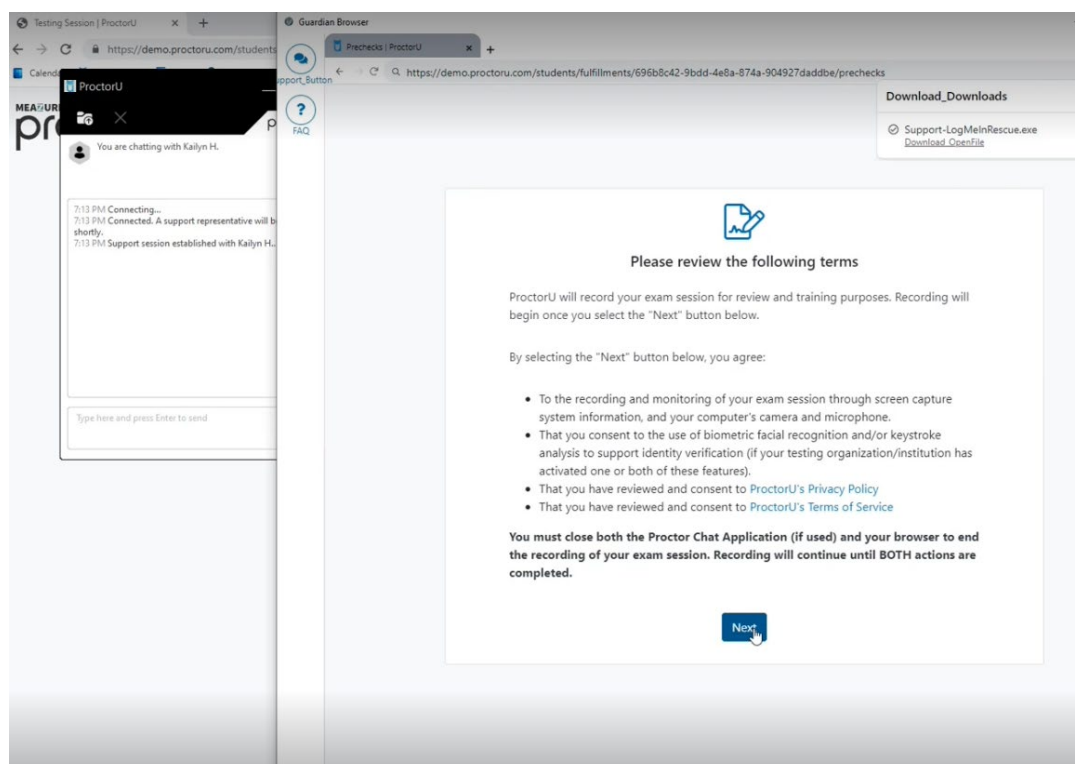 Testing Session | ProctorU
https://demo.proctoru.com/students
Calend
ProctorU
MEAZUR
pro
p
You are chatting with Kailyn H.
7:13 PM Connecting...
7:13 PM Connected. A support representative will b
shortly.
7:13 PM Support session established with Kailyn H..
Type here and press Enter to send
Guardian Browser
Prechecks | ProctorU
upport_Button
https://demo.proctoru.com/students/fulfillments/696b8c42-9bdd-4e8a-874a-904927daddbe/prechecks
FAQ
Download_Downloads
Support-LogMeInRescue.exe
Download OpenFile
Please review the following terms
ProctorU will record your exam session for review and training purposes. Recording will
begin once you select the "Next" button below.
By selecting the "Next" button below, you agree:
• To the recording and monitoring of your exam session through screen capture
system information, and your computer's camera and microphone.
• That you consent to the use of biometric facial recognition and/or keystroke
analysis to support identity verification (if your testing organization/institution has
activated one or both of these features).
• That you have reviewed and consent to ProctorU's Privacy Policy
• That you have reviewed and consent to ProctorU's Terms of Service
You must close both the Proctor Chat Application (if used) and your browser to end
the recording of your exam session. Recording will continue until BOTH actions are
completed.
Next